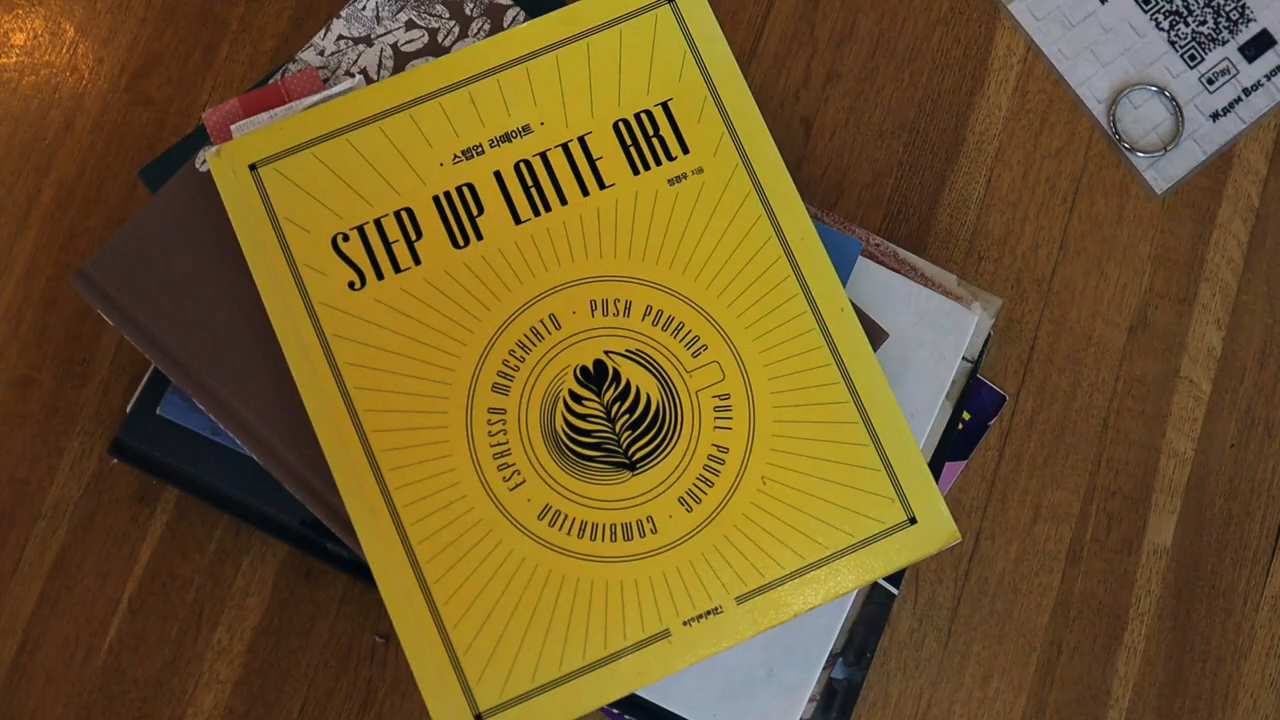 · 스텝업 라떼아트 ·
STEP UP LATTE ART
정경우 지음
ESPRESSO MACCHIATO · PUSH POURING
PULL POURING · COMBINATION ·
Pay
Ждем Вас